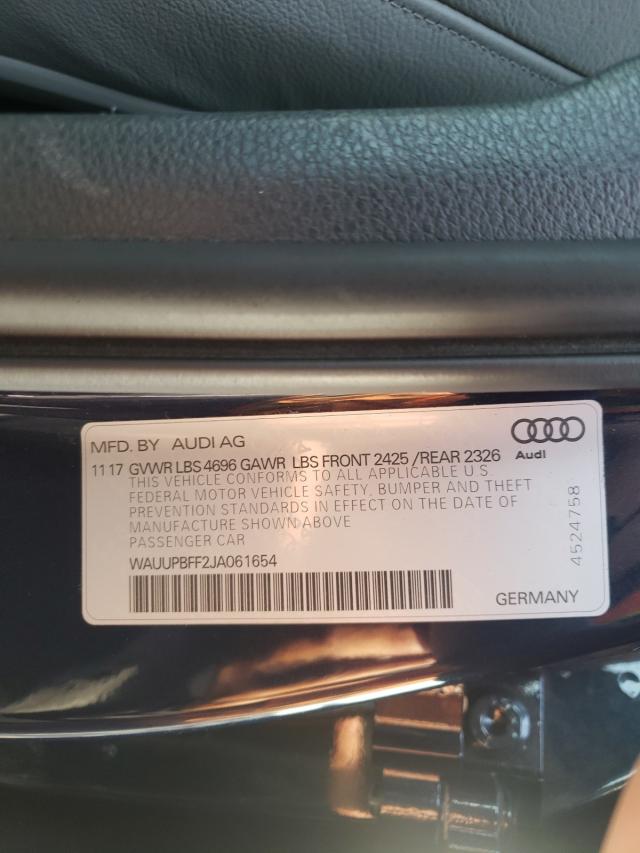 MFD. BY AUDI AG
11 17 GVWR LBS 4696 GAWR LBS FRONT 2425 /REAR 2326
THIS VEHICLE CONFORMS TO ALL APPLICABLE U.S.
FEDERAL MOTOR VEHICLE SAFETY, BUMPER AND THEFT
PREVENTION STANDARDS IN EFFECT ON THE DATE OF
MANUFACTURE SHOWN ABOVE
PASSENGER CAR
WAUUPBFF2JA061654
GERMANY
Audi
4524758